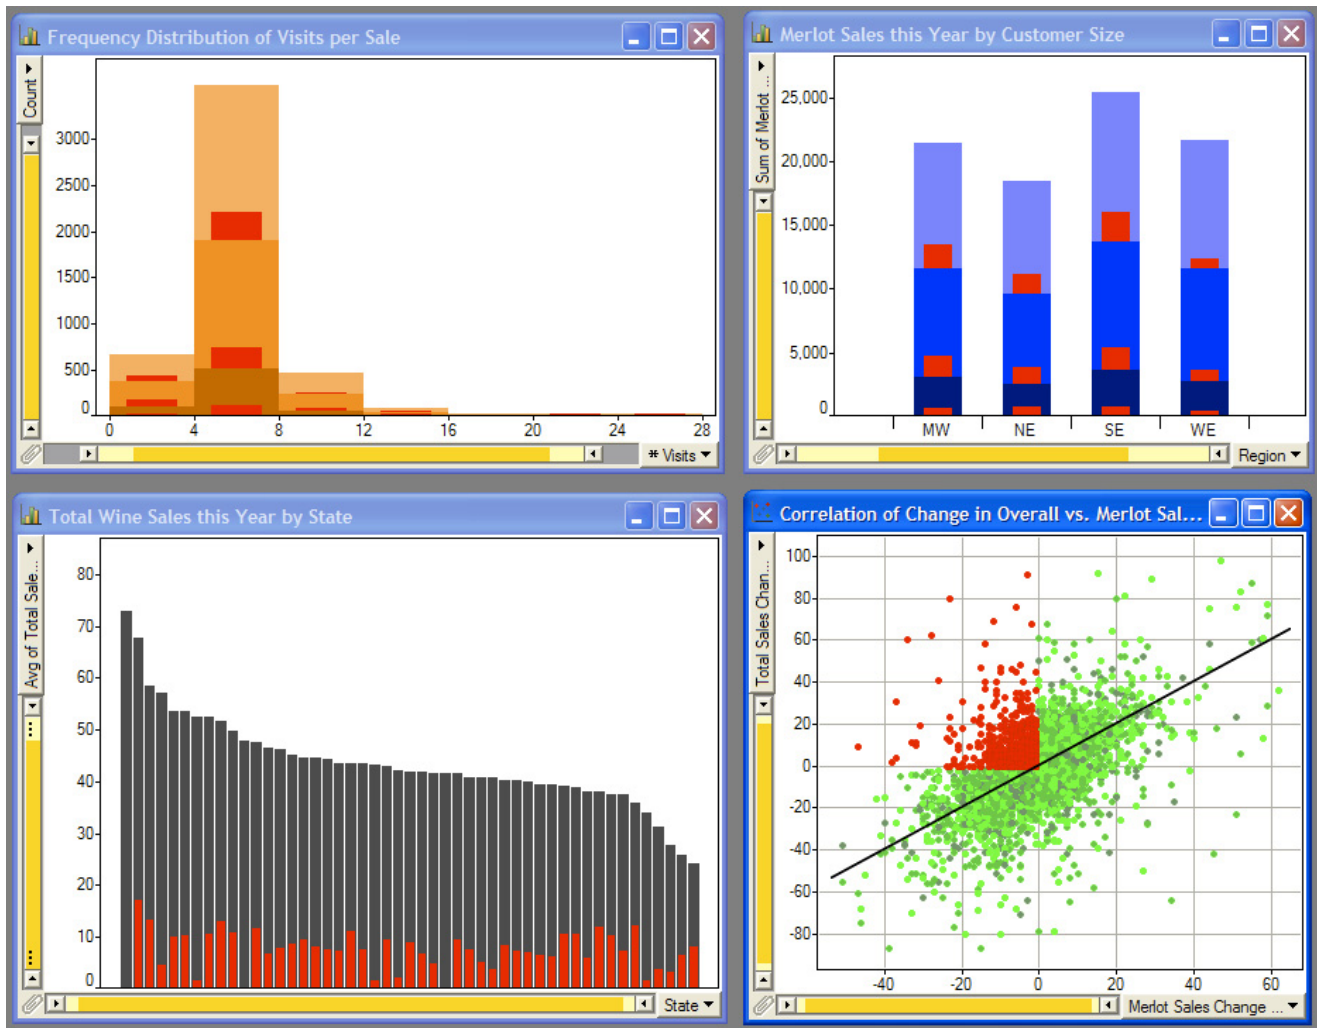 Frequency Distribution of Visits per Sale
Count
3000
2500
2000
1500
1000
500
0
0 4 8 12 16 20 24 28
* Visits
Merlot Sales this Year by Customer Size
Sum of Merlot ...
25,000
20,000
15,000
10,000
5,000
0
MW NE SE WE
Region
Total Wine Sales this Year by State
Avg of Total Sale...
80
70
60
50
40
30
20
10
0
State
Correlation of Change in Overall vs. Merlot Sal...
Total Sales Chan...
100
80
60
40
20
0
-20
-40
-60
-80
-40 -20 0 20 40 60
Merlot Sales Change ...